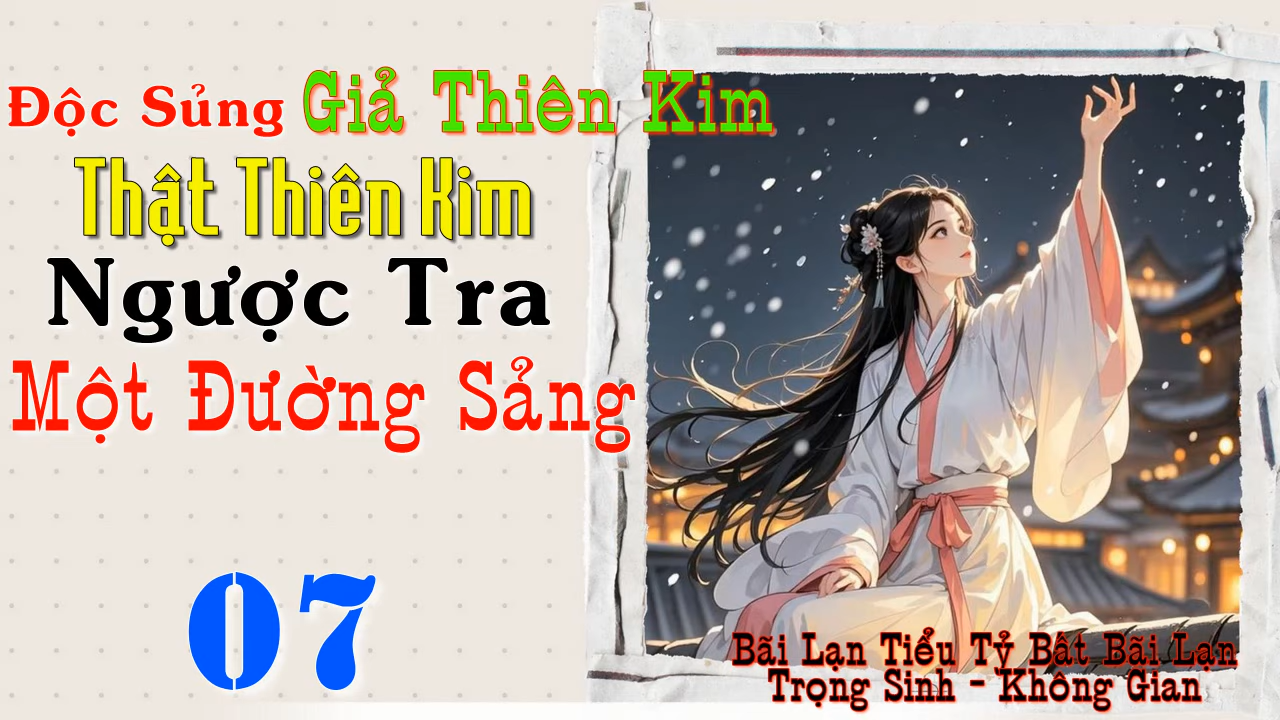 Độc Sủng Giả Thiên Kim
Thật Thiên Kim
Ngược Tra
Một Đường Sảng
07
Bãi Lạn Tiểu Tỷ Bât Bãi Lạn
Trọng Sinh - Không Gian